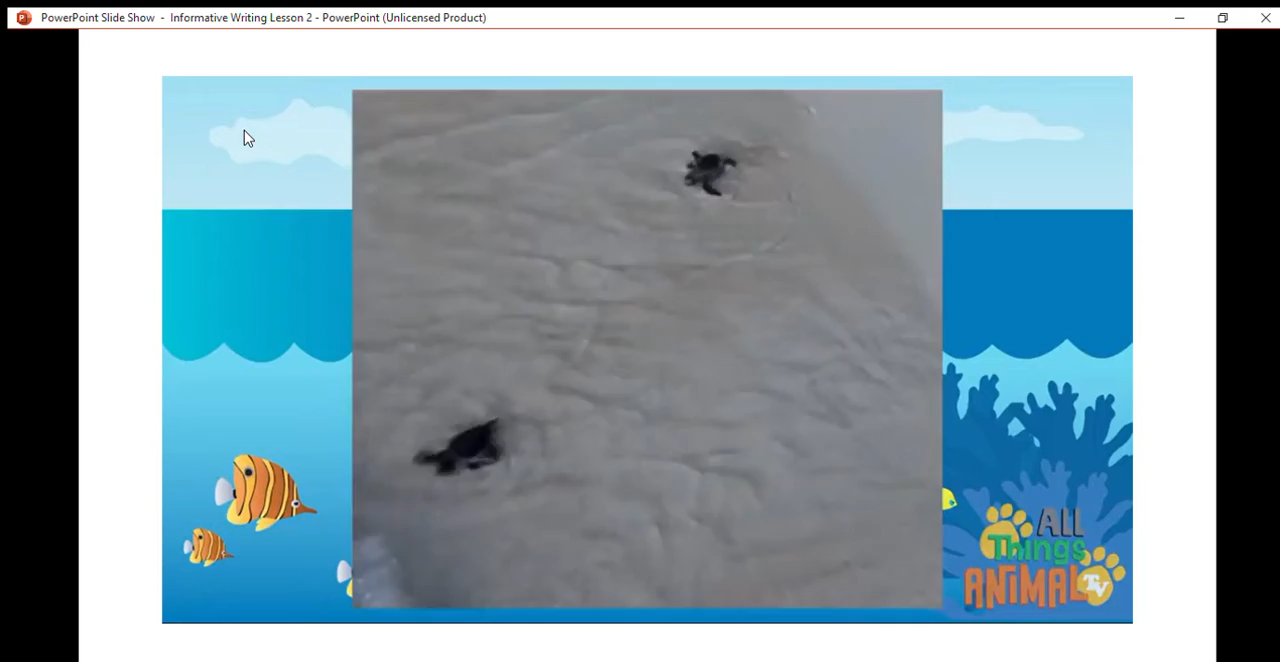 PowerPoint Slide Show - Informative Writing Lesson 2 - PowerPoint (Unlicensed Product)
ALL
Things
ANIMAL
TV